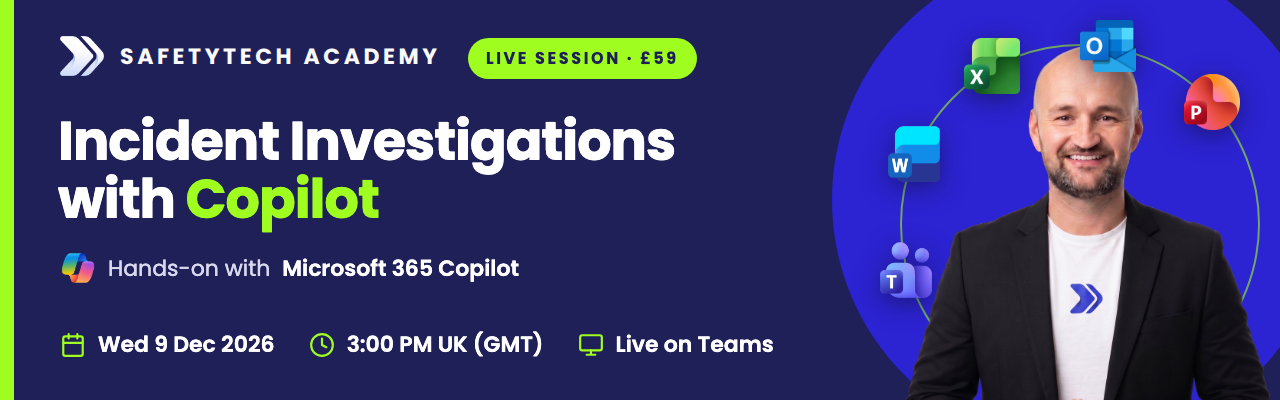 SAFETYTECH ACADEMY
LIVE SESSION · £59
Incident Investigations
with Copilot
Hands-on with Microsoft 365 Copilot
Wed 9 Dec 2026
3:00 PM UK (GMT)
Live on Teams
X
O
P
W
T